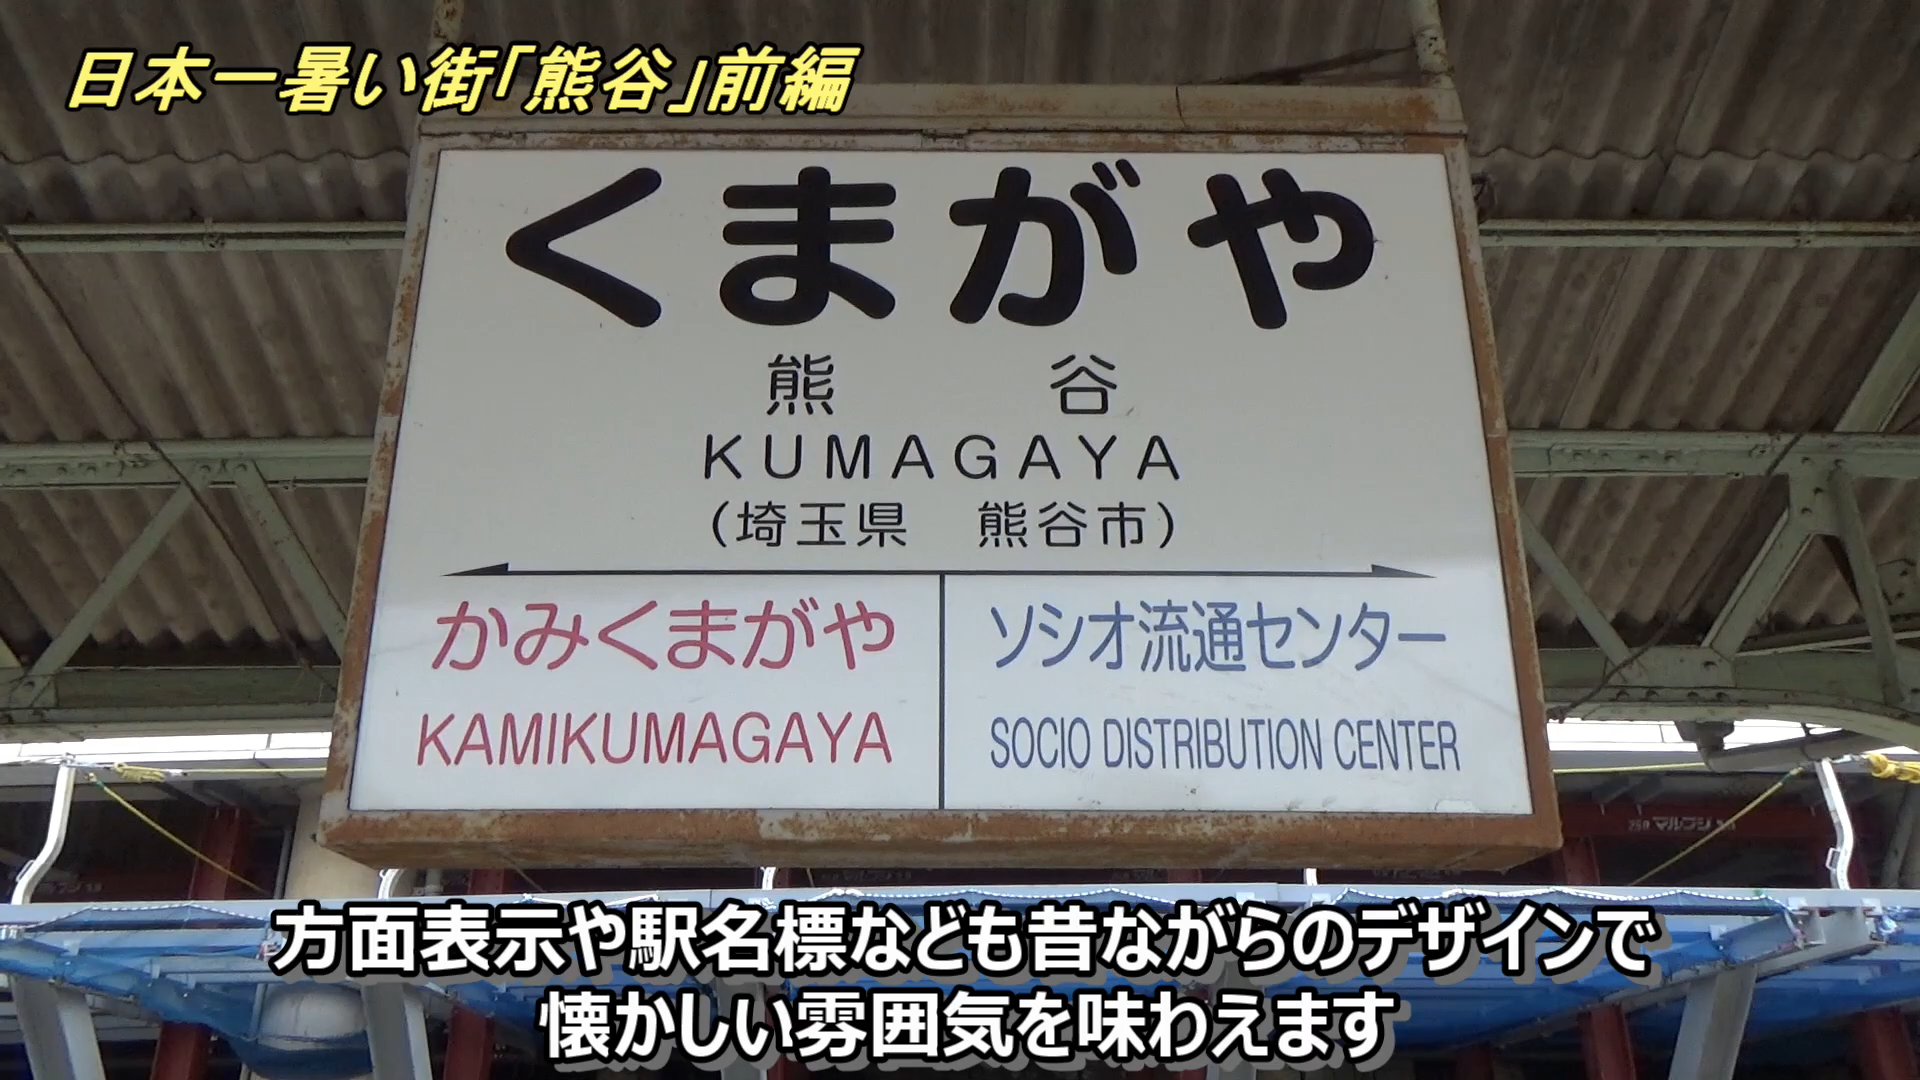 日本一暑い街「熊谷」前編
くまがや
熊谷
KUMAGAYA
(埼玉県 熊谷市)
かみくまがや
KAMIKUMAGAYA
ソシオ流通センター
SOCIO DISTRIBUTION CENTER
方面表示や駅名標なども昔ながらのデザインで
懐かしい雰囲気を味わえます